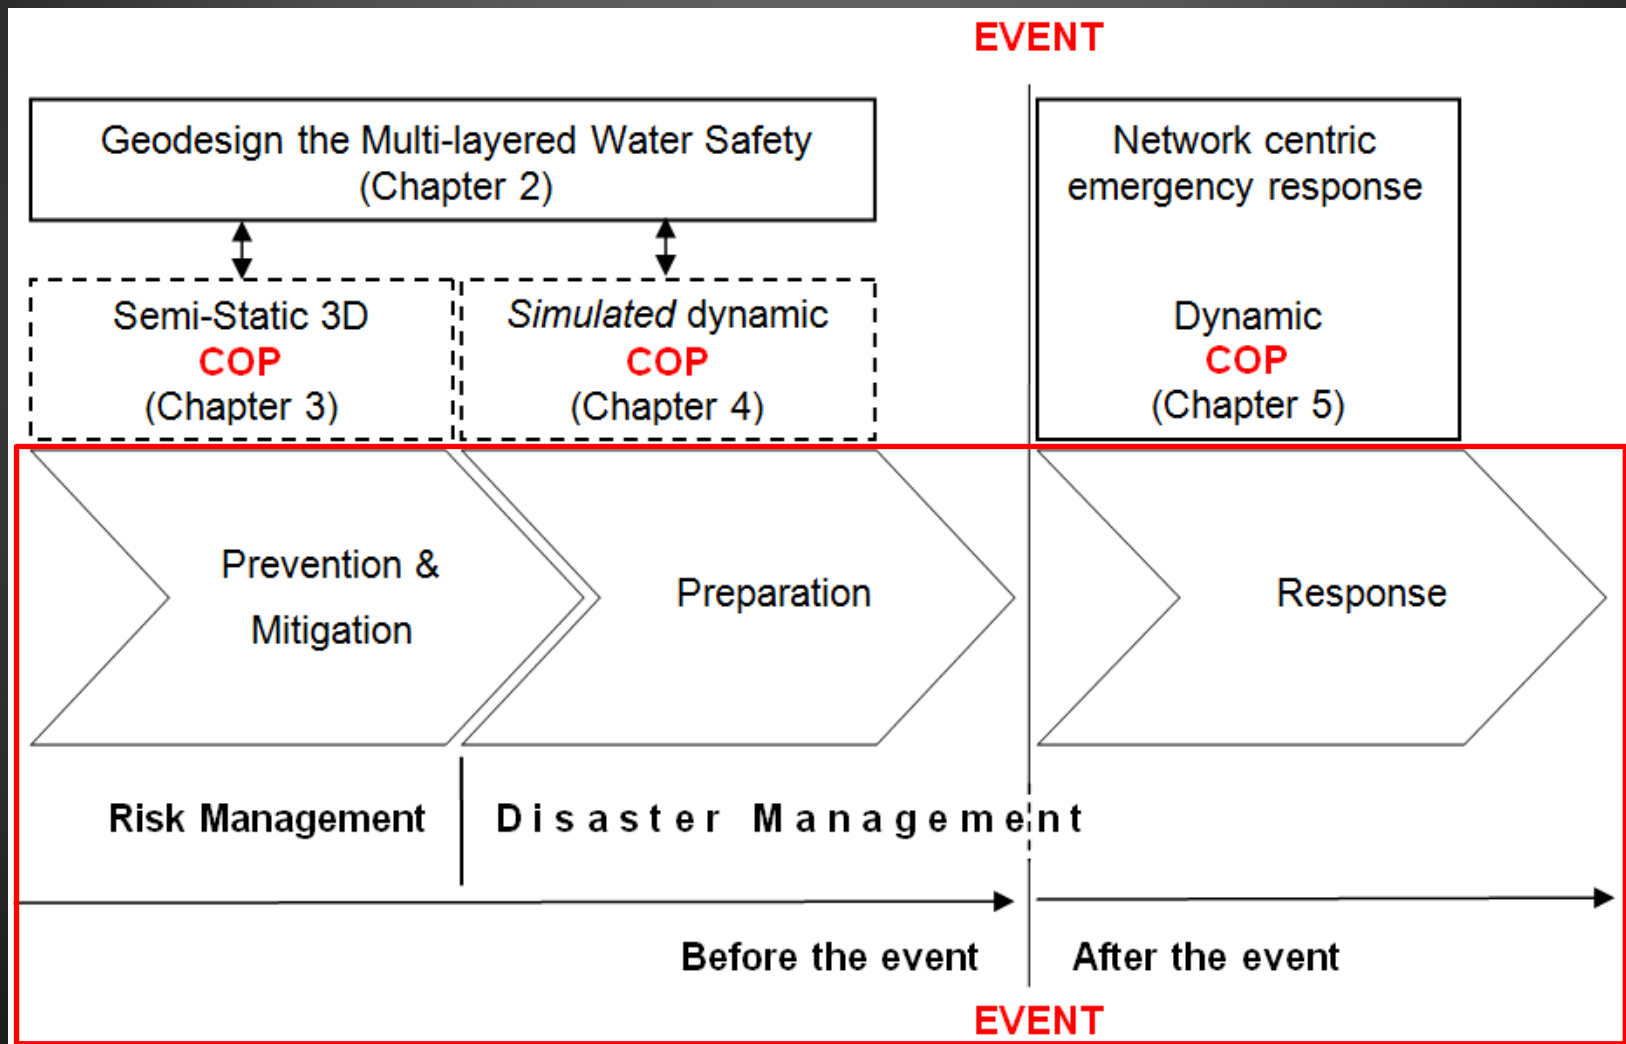 EVENT
Geodesign the Multi-layered Water Safety
(Chapter 2)
Network centric
emergency response
Semi-Static 3D
COP
(Chapter 3)
Simulated dynamic
COP
(Chapter 4)
Dynamic
COP
(Chapter 5)
Prevention &
Mitigation
Preparation
Response
Risk Management
Disaster Management
Before the event
After the event
EVENT